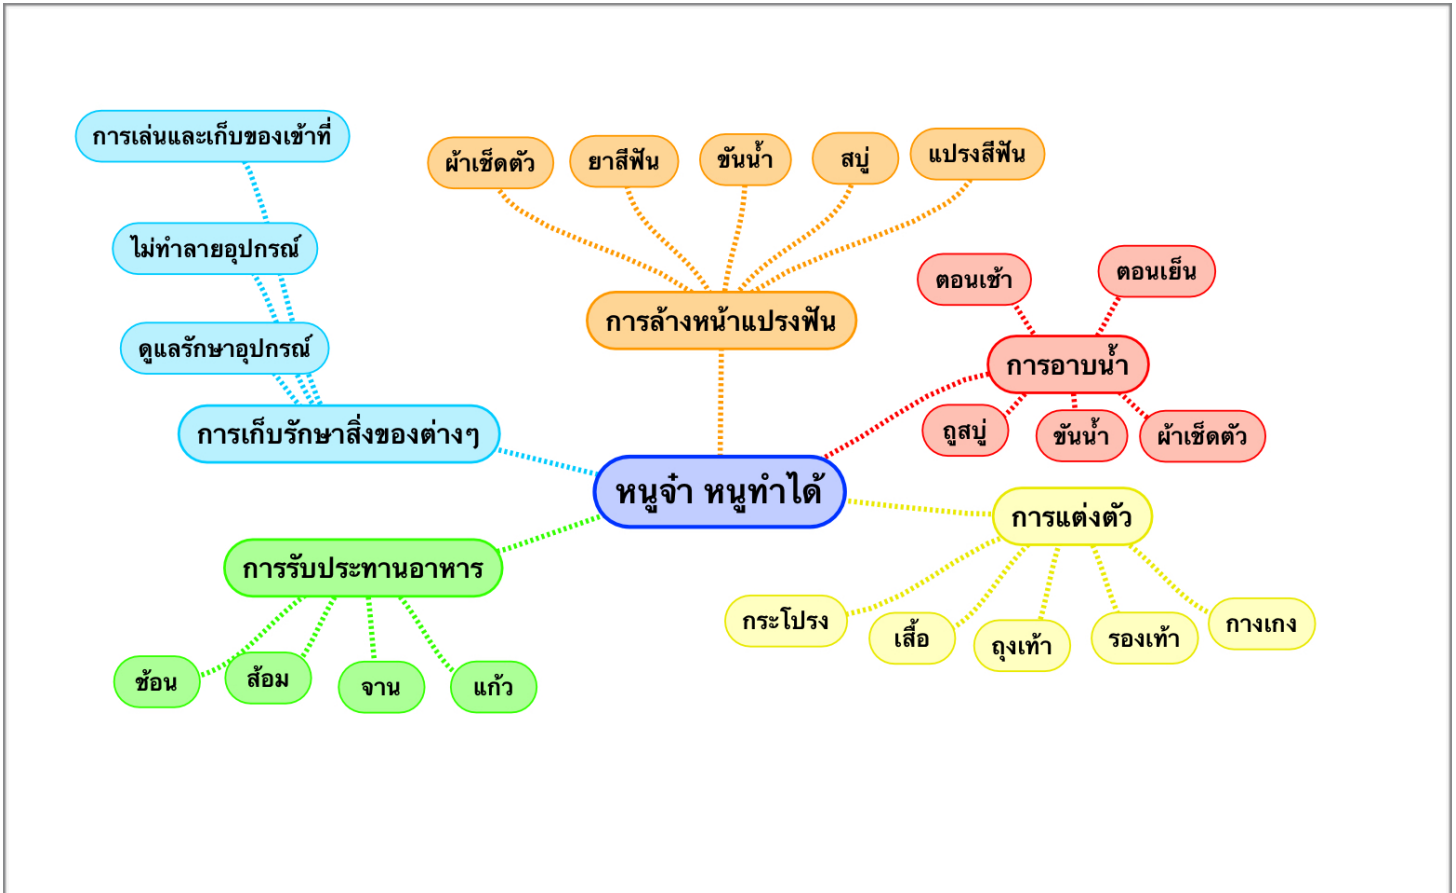 การเล่นและเก็บของเข้าที่
ไม่ทำลายอุปกรณ์
ดูแลรักษาอุปกรณ์
การเก็บรักษาสิ่งของต่างๆ
ผ้าเช็ดตัว
ยาสีฟัน
ขันน้ำ
สบู่
แปรงสีฟัน
การล้างหน้าแปรงฟัน
ตอนเช้า
ตอนเย็น
การอาบน้ำ
ถูสบู่
ขันน้ำ
ผ้าเช็ดตัว
หนูจ๋า หนูทำได้
การแต่งตัว
กระโปรง
เสื้อ
ถุงเท้า
รองเท้า
กางเกง
การรับประทานอาหาร
ช้อน
ส้อม
จาน
แก้ว